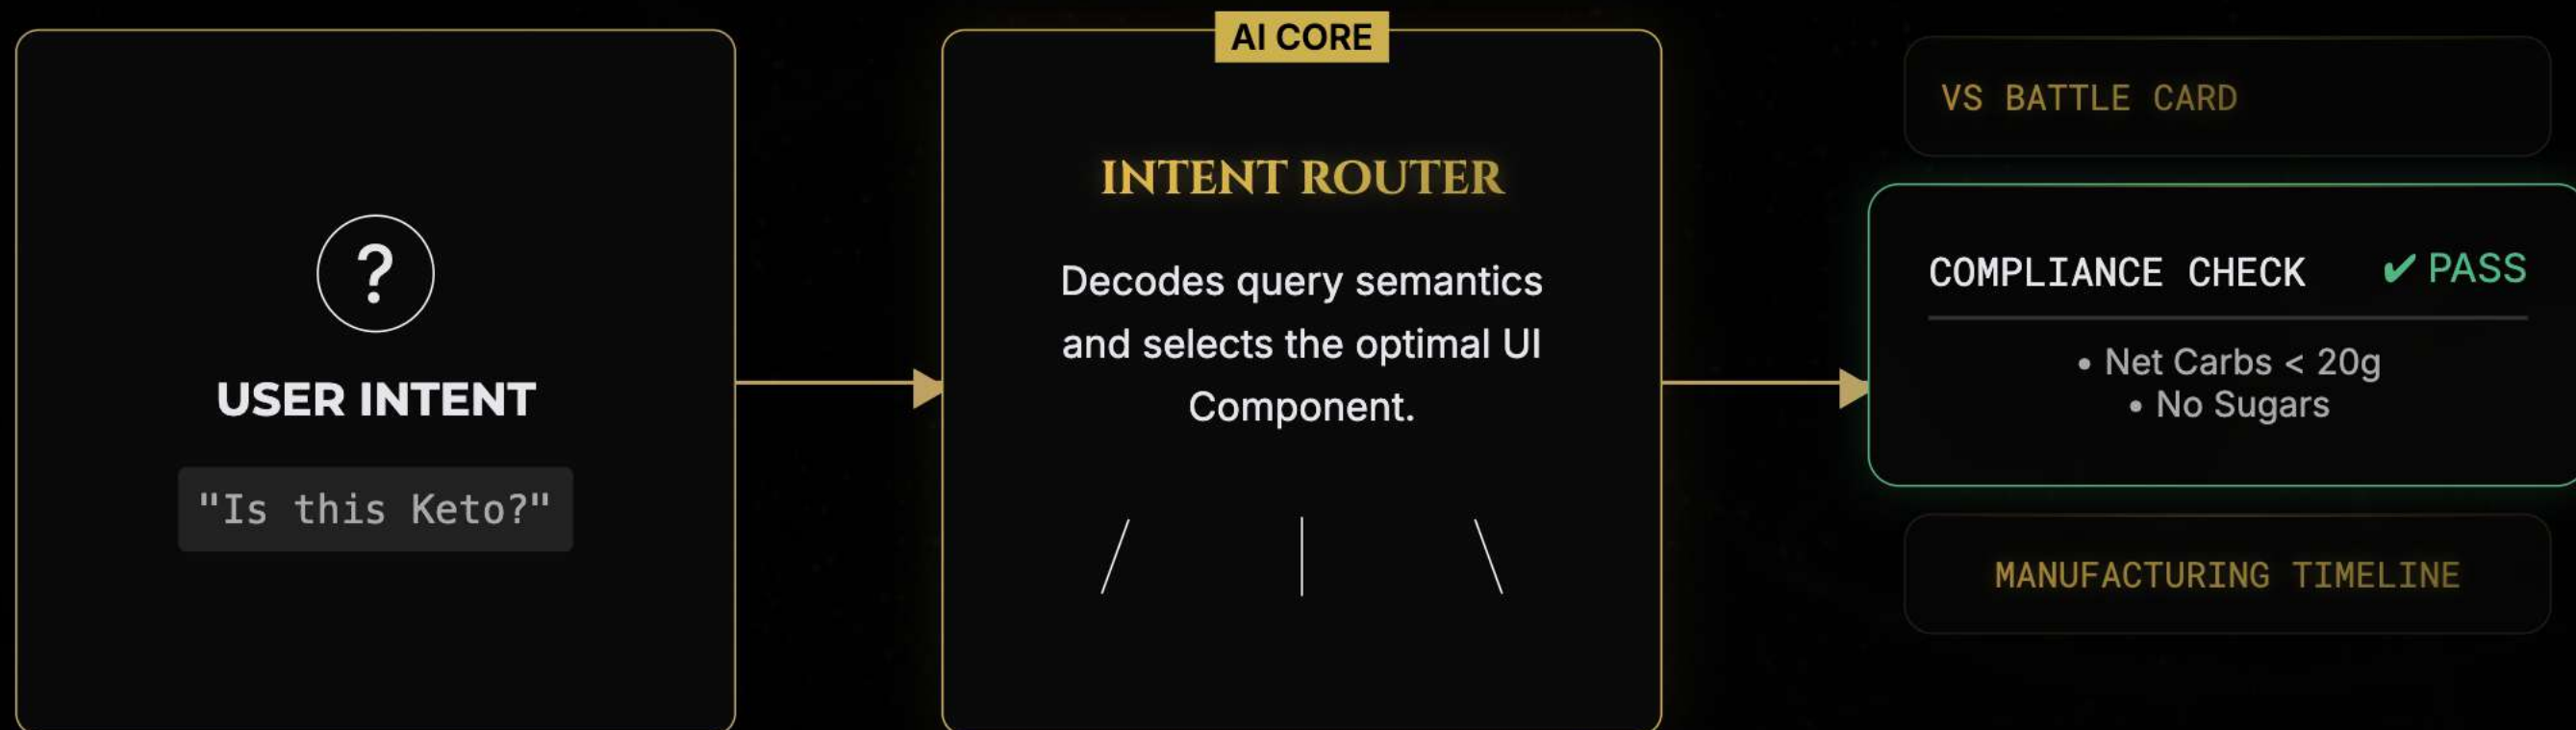 ?
USER INTENT
"Is this Keto?"
AI CORE
INTENT ROUTER
Decodes query semantics
and selects the optimal UI
Component.
VS BATTLE CARD
COMPLIANCE CHECK ✔ PASS
• Net Carbs < 20g
• No Sugars
MANUFACTURING TIMELINE